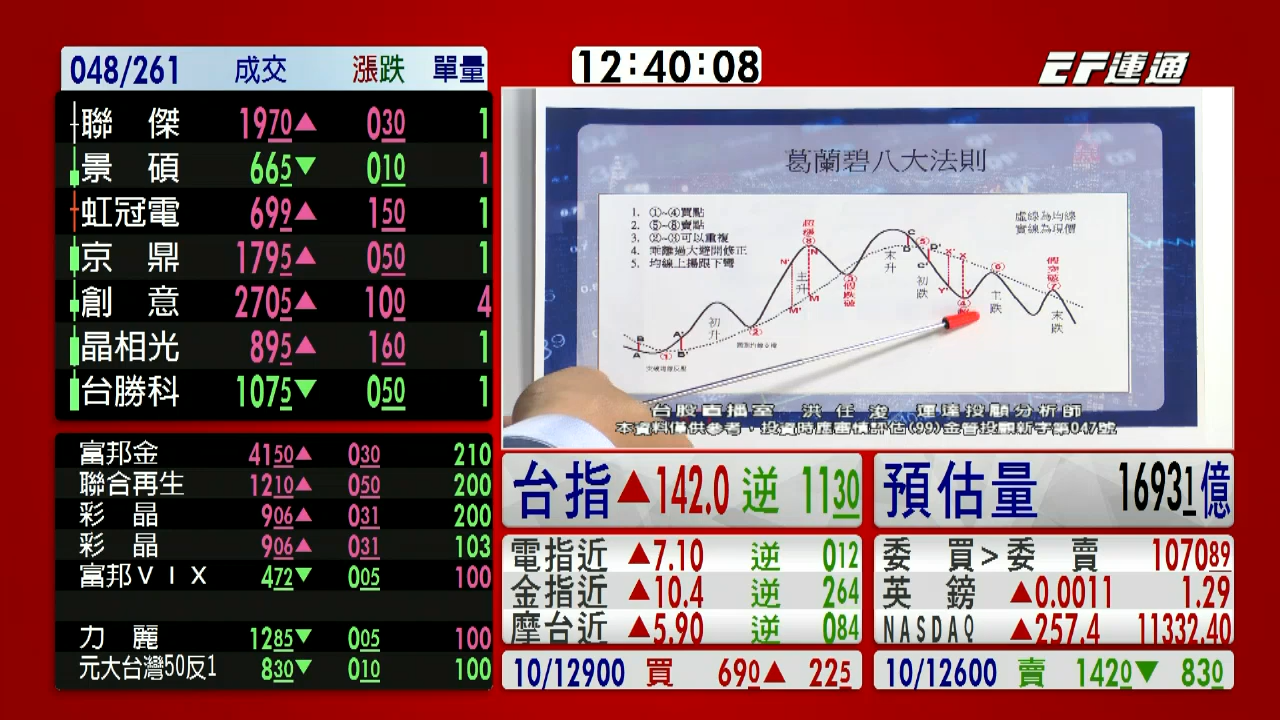 048/261 成交 漲跌 單量
聯傑 1970▲ 030 1
景碩 665▼ 010 1
虹冠電 699▲ 150 1
京鼎 1795▲ 050 1
創意 2705▲ 100 4
晶相光 895▲ 160 1
台勝科 1075▼ 050 1
富邦金 4150▲ 030 210
聯合再生 1210▲ 050 200
彩晶 906▲ 031 200
彩晶 906▲ 031 103
富邦VIX 472▼ 005 100
力麗 1285▼ 005 100
元大台灣50反1 830▼ 010 100
12:40:08
EF運通
葛蘭碧八大法則
1. ①~④買點
2. ⑤~⑧賣點
3. ②~③可以重複
4. 乖離過大遊開修正
5. 均線上揚跟下彎
虛線為均線
實線為現價
初升
主升
末升
初跌
主跌
末跌
假跌破
假突破
台股直播室 洪任浚 運達投顧分析師
本資料僅供參考，投資時應審慎評估(99)金管投顧新字第047號
台指▲142.0 逆 1130
預估量 16931億
電指近 ▲7.10 逆 012
金指近 ▲10.4 逆 264
摩台近 ▲5.90 逆 084
委買>委賣 107089
英鎊 ▲0.0011 1.29
NASDAQ ▲257.4 11332.40
10/12900 買 690▲ 225
10/12600 賣 1420▼ 830